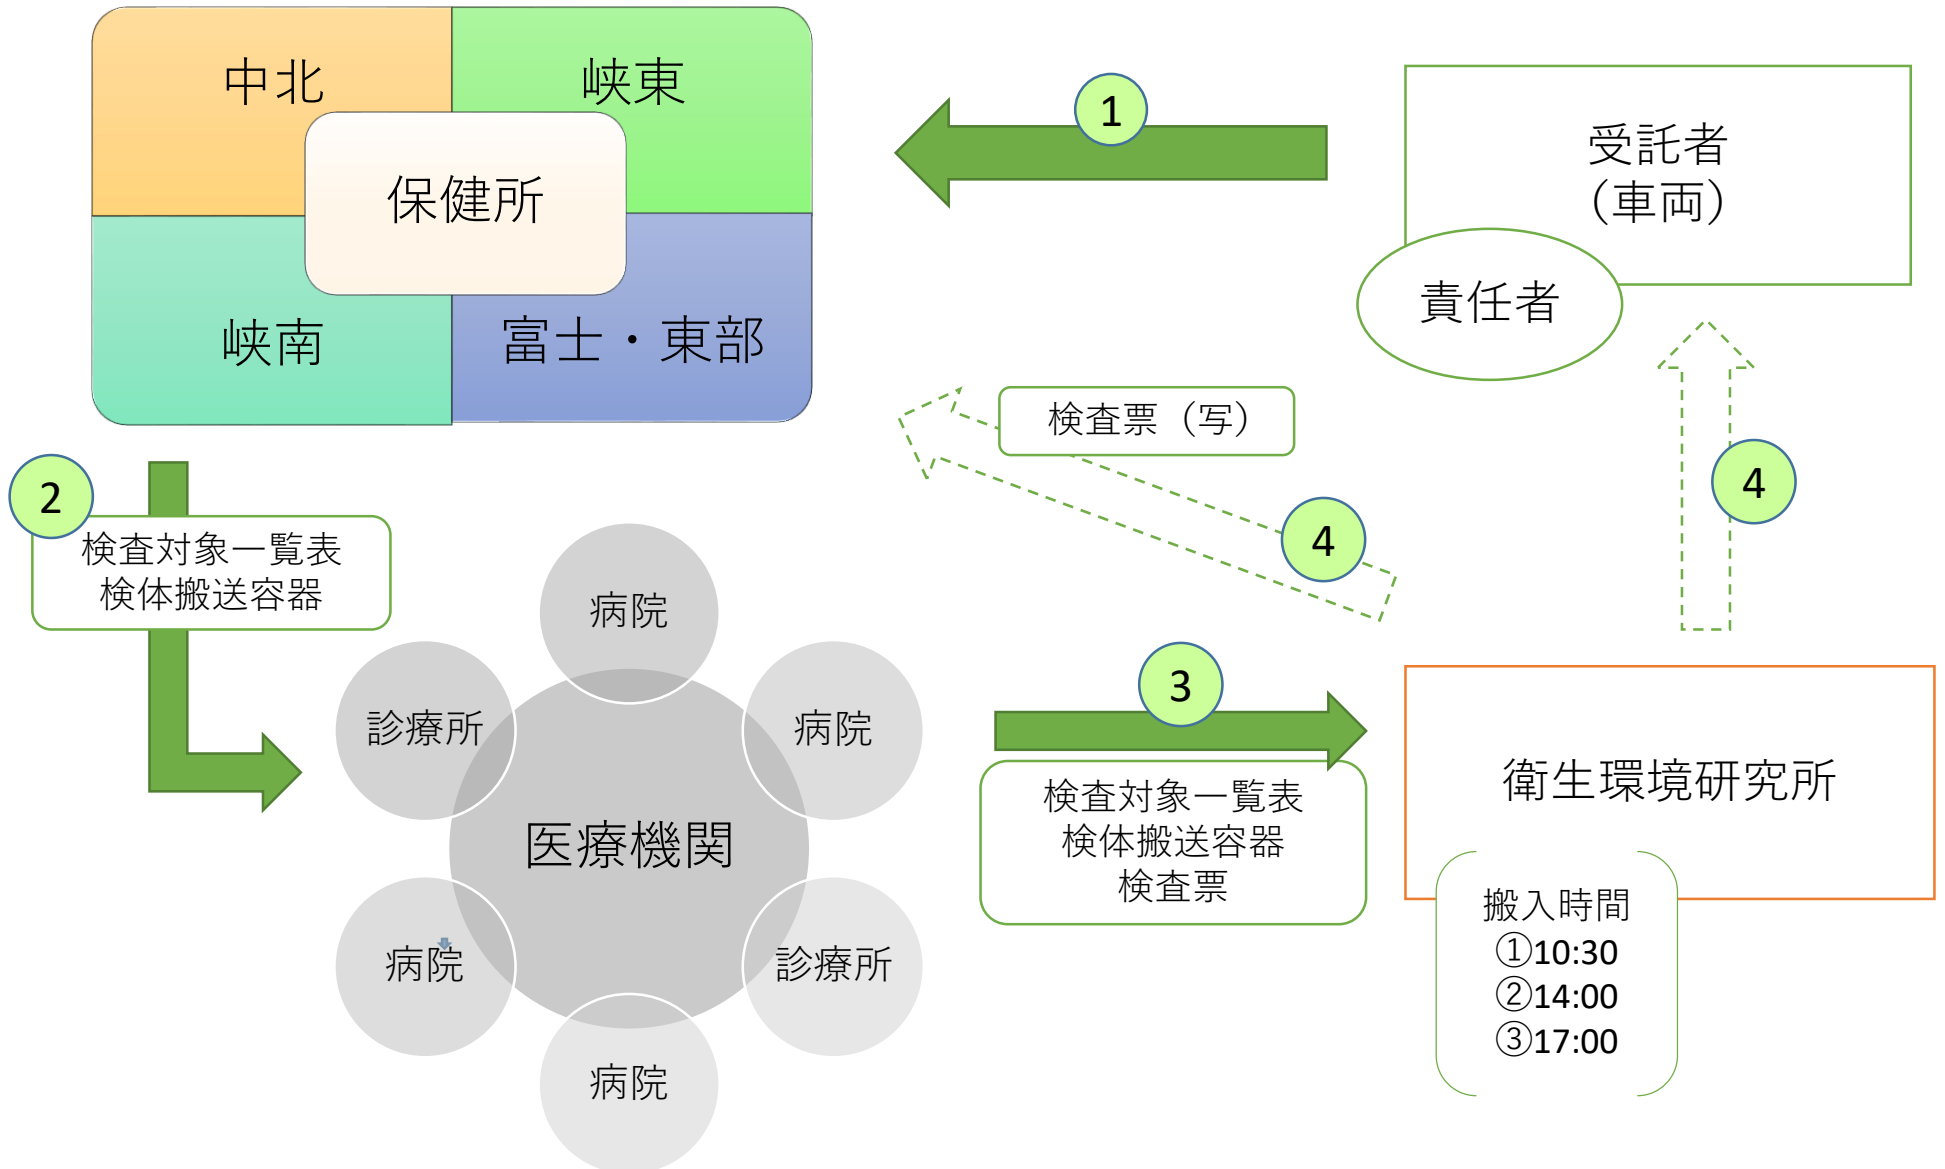 中北
峡東
保健所
峡南
富士・東部
1
受託者
（車両）
責任者
検査票（写）
4
4
2
検査対象一覧表
検体搬送容器
病院
診療所
病院
医療機関
病院
診療所
病院
3
検査対象一覧表
検体搬送容器
検査票
衛生環境研究所
搬入時間
①10:30
②14:00
③17:00